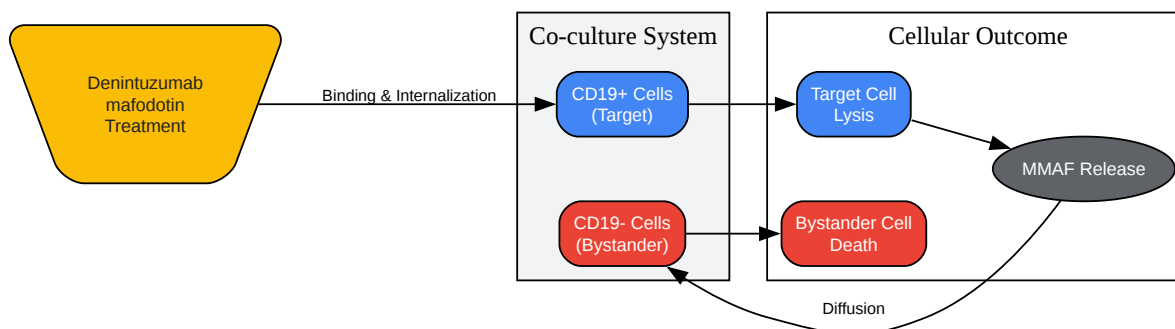 Co-culture System
Cellular Outcome
Denintuzumab
mafodotin
Treatment
Binding & Internalization
CD19+ Cells
(Target)
Target Cell
Lysis
MMAF Release
CD19- Cells
(Bystander)
Bystander Cell
Death
Diffusion